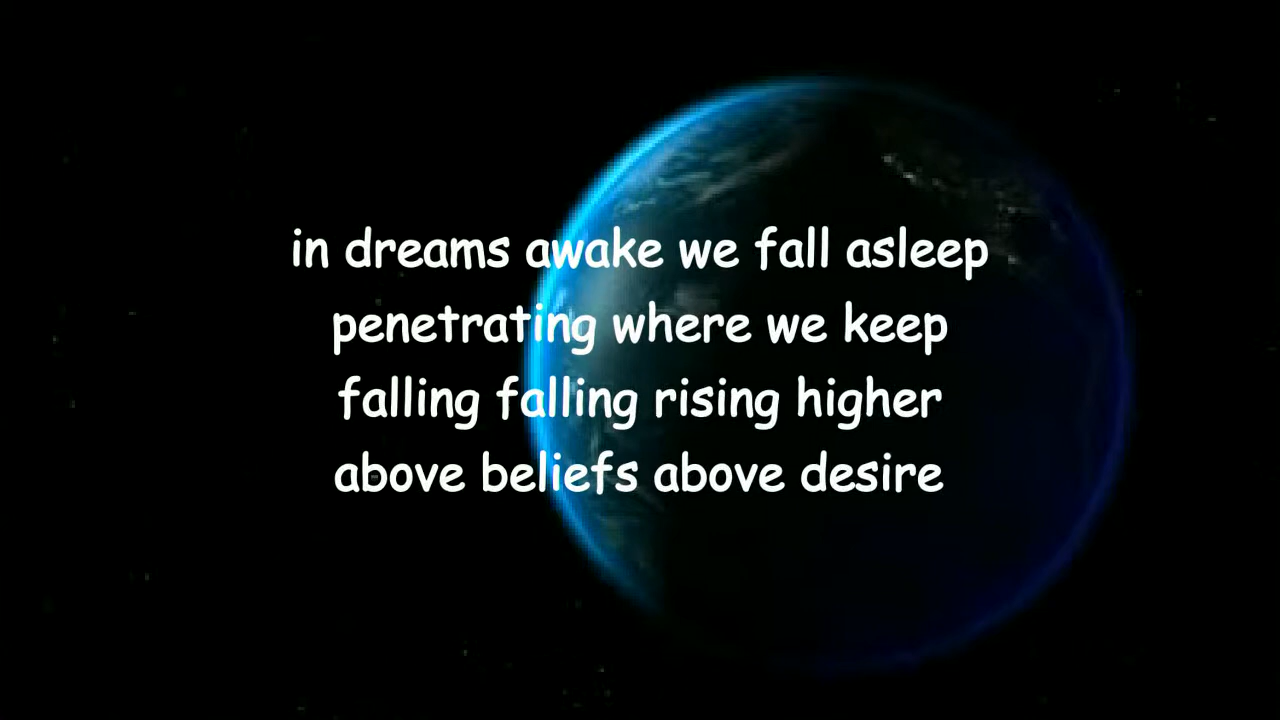 in dreams awake we fall asleep
penetrating where we keep
falling falling rising higher
above beliefs above desire